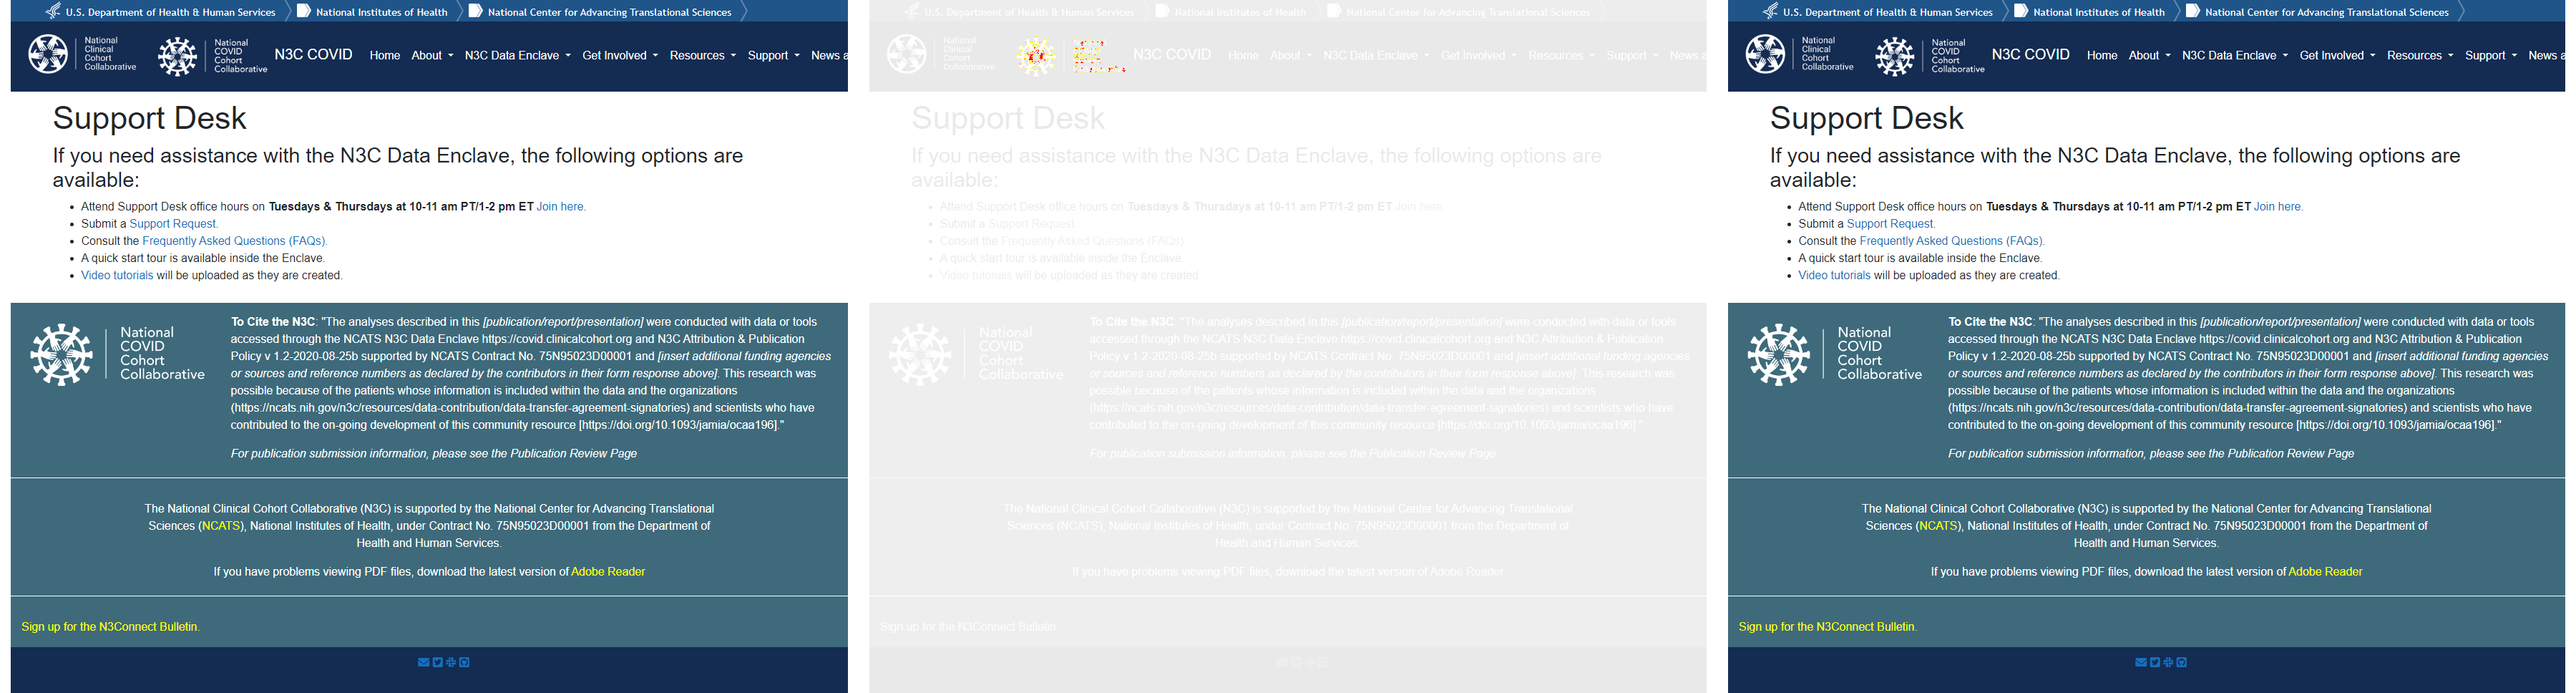 U.S. Department of Health & Human Services National Institutes of Health National Center for Advancing Translational Sciences
National Clinical Cohort Collaborative National COVID Cohort Collaborative N3C COVID Home About N3C Data Enclave Get Involved Resources Support News a
Support Desk
If you need assistance with the N3C Data Enclave, the following options are
available:
Attend Support Desk office hours on Tuesdays & Thursdays at 10-11 am PT/1-2 pm ET Join here.
Submit a Support Request.
Consult the Frequently Asked Questions (FAQs).
A quick start tour is available inside the Enclave.
Video tutorials will be uploaded as they are created.
National
COVID
Cohort
Collaborative
To Cite the N3C: "The analyses described in this [publication/report/presentation] were conducted with data or tools
accessed through the NCATS N3C Data Enclave https://covid.clinicalcohort.org and N3C Attribution & Publication
Policy v 1.2-2020-08-25b supported by NCATS Contract No. 75N95023D00001 and [insert additional funding agencies
or sources and reference numbers as declared by the contributors in their form response above]. This research was
possible because of the patients whose information is included within the data and the organizations
(https://ncats.nih.gov/n3c/resources/data-contribution/data-transfer-agreement-signatories) and scientists who have
contributed to the on-going development of this community resource [https://doi.org/10.1093/jamia/ocaa196]."
For publication submission information, please see the Publication Review Page
The National Clinical Cohort Collaborative (N3C) is supported by the National Center for Advancing Translational
Sciences (NCATS), National Institutes of Health, under Contract No. 75N95023D00001 from the Department of
Health and Human Services.
If you have problems viewing PDF files, download the latest version of Adobe Reader
Sign up for the N3Connect Bulletin.
U.S. Department of Health & Human Services National Institutes of Health National Center for Advancing Translational Sciences
National Clinical Cohort Collaborative N3C COVID Home About N3C Data Enclave Get Involved Resources Support News a
Support Desk
If you need assistance with the N3C Data Enclave, the following options are
available:
Attend Support Desk office hours on Tuesdays & Thursdays at 10-11 am PT/1-2 pm ET Join here.
Submit a Support Request.
Consult the Frequently Asked Questions (FAQs).
A quick start tour is available inside the Enclave.
Video tutorials will be uploaded as they are created.
National
COVID
Cohort
Collaborative
To Cite the N3C: "The analyses described in this [publication/report/presentation] were conducted with data or tools
accessed through the NCATS N3C Data Enclave https://covid.clinicalcohort.org and N3C Attribution & Publication
Policy v 1.2-2020-08-25b supported by NCATS Contract No. 75N95023D00001 and [insert additional funding agencies
or sources and reference numbers as declared by the contributors in their form response above]. This research was
possible because of the patients whose information is included within the data and the organizations
(https://ncats.nih.gov/n3c/resources/data-contribution/data-transfer-agreement-signatories) and scientists who have
contributed to the on-going development of this community resource [https://doi.org/10.1093/jamia/ocaa196]."
For publication submission information, please see the Publication Review Page
The National Clinical Cohort Collaborative (N3C) is supported by the National Center for Advancing Translational
Sciences (NCATS), National Institutes of Health, under Contract No. 75N95023D00001 from the Department of
Health and Human Services.
If you have problems viewing PDF files, download the latest version of Adobe Reader
Sign up for the N3Connect Bulletin.
U.S. Department of Health & Human Services National Institutes of Health National Center for Advancing Translational Sciences
National Clinical Cohort Collaborative National COVID Cohort Collaborative N3C COVID Home About N3C Data Enclave Get Involved Resources Support News a
Support Desk
If you need assistance with the N3C Data Enclave, the following options are
available:
Attend Support Desk office hours on Tuesdays & Thursdays at 10-11 am PT/1-2 pm ET Join here.
Submit a Support Request.
Consult the Frequently Asked Questions (FAQs).
A quick start tour is available inside the Enclave.
Video tutorials will be uploaded as they are created.
National
COVID
Cohort
Collaborative
To Cite the N3C: "The analyses described in this [publication/report/presentation] were conducted with data or tools
accessed through the NCATS N3C Data Enclave https://covid.clinicalcohort.org and N3C Attribution & Publication
Policy v 1.2-2020-08-25b supported by NCATS Contract No. 75N95023D00001 and [insert additional funding agencies
or sources and reference numbers as declared by the contributors in their form response above]. This research was
possible because of the patients whose information is included within the data and the organizations
(https://ncats.nih.gov/n3c/resources/data-contribution/data-transfer-agreement-signatories) and scientists who have
contributed to the on-going development of this community resource [https://doi.org/10.1093/jamia/ocaa196]."
For publication submission information, please see the Publication Review Page
The National Clinical Cohort Collaborative (N3C) is supported by the National Center for Advancing Translational
Sciences (NCATS), National Institutes of Health, under Contract No. 75N95023D00001 from the Department of
Health and Human Services.
If you have problems viewing PDF files, download the latest version of Adobe Reader
Sign up for the N3Connect Bulletin.